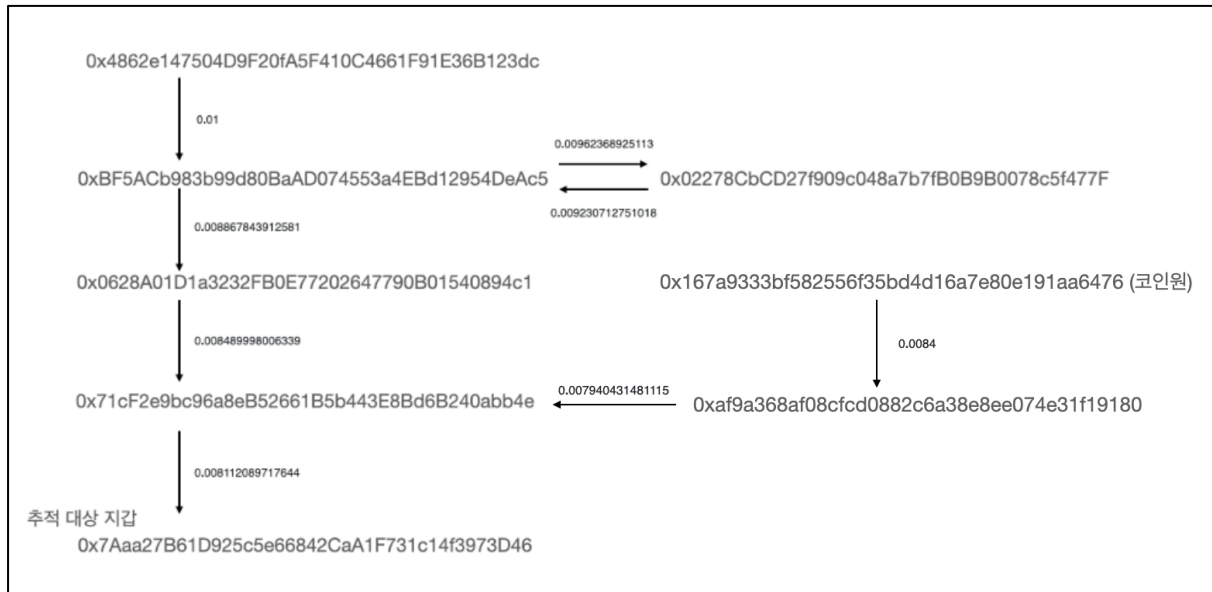 0x4862e147504D9F20fA5F410C4661F91E36B123dc
0.01
0.00962368925113
0xBF5ACb983b99d80BaAD074553a4EBd12954DeAc5
0x02278CbCD27f909c048a7b7fB0B9B0078c5f477F
0.009230712751018
0.008867843912581
0x0628A01D1a3232FB0E77202647790B01540894c1
0x167a9333bf582556f35bd4d16a7e80e191aa6476 (코인원)
0.008489998006339
0.0084
0x71cF2e9bc96a8eB52661B5b443E8Bd6B240abb4e
0.007940431481115
0xaf9a368af08cfcd0882c6a38e8ee074e31f19180
0.008112089717644
추적 대상 지갑
0x7Aaa27B61D925c5e66842CaA1F731c14f3973D46